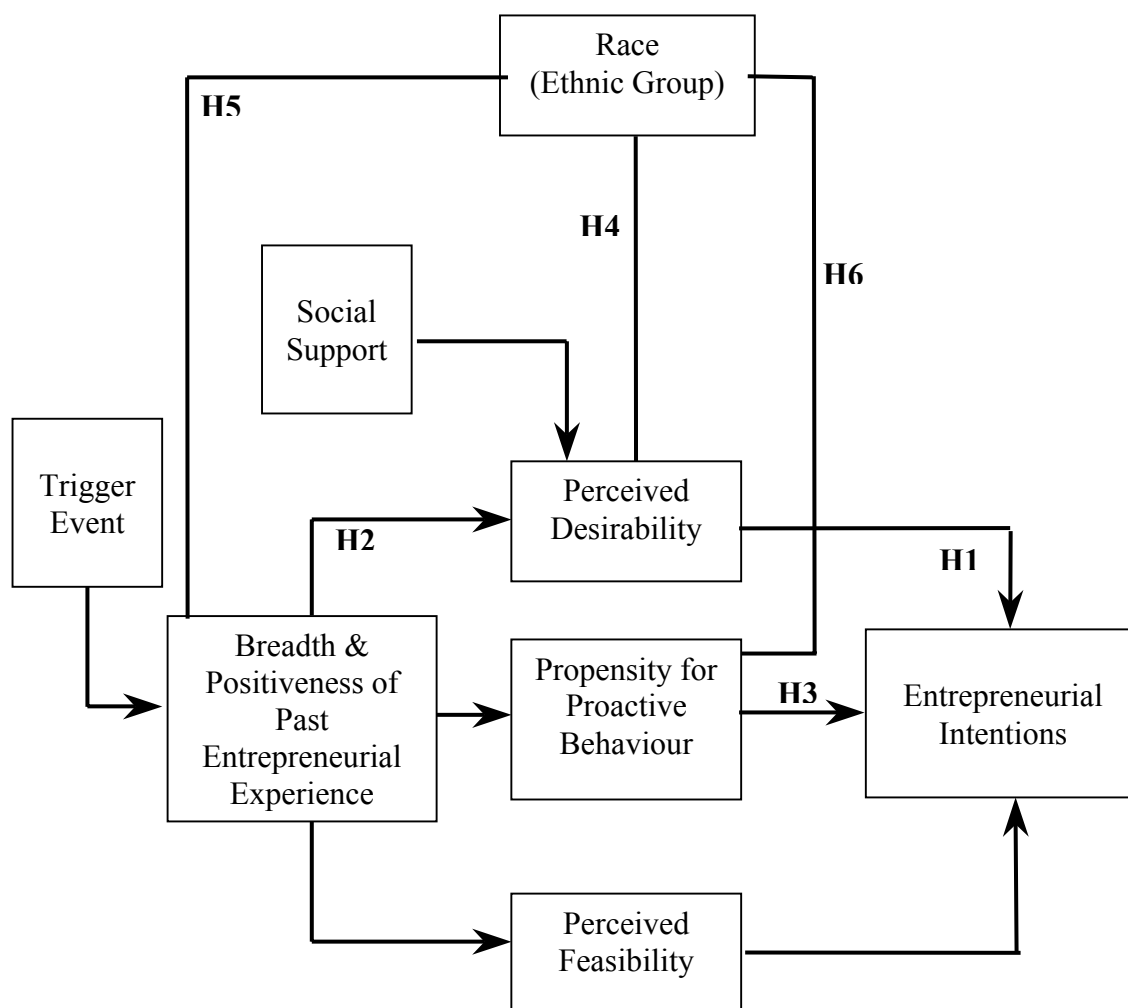 Race
(Ethnic Group)
H5
H4
H6
Social
Support
Trigger
Event
Perceived
Desirability
H2
H1
Breadth &
Positiveness of
Past
Entrepreneurial
Experience
Propensity for
Proactive
Behaviour
H3
Entrepreneurial
Intentions
Perceived
Feasibility